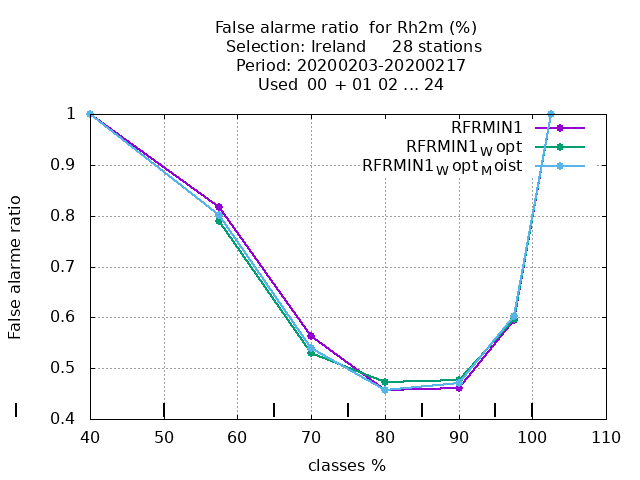 False alarme ratio  for Rh2m (%)
Selection: Ireland     28 stations
Period: 20200203-20200217
Used  00  + 01 02 ... 24
RFRMIN1
RFRMIN1W opt
RFRMIN1W optMoist
1
0.9
0.8
0.7
0.6
0.5
0.4
False alarme ratio
40 50 60 70 80 90 100 110
classes %